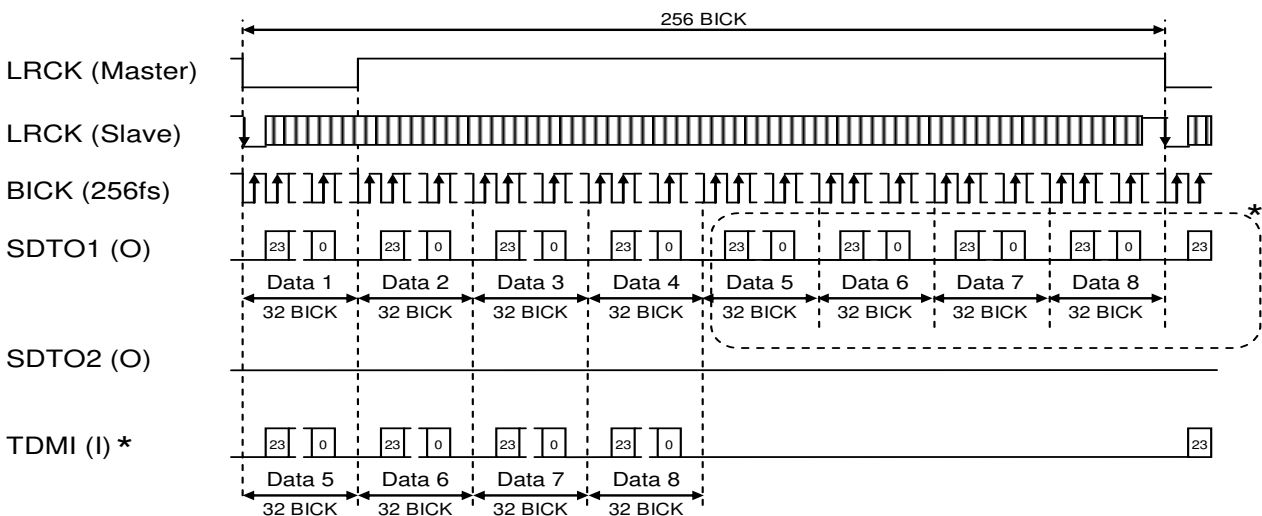 256 BICK
LRCK (Master)
LRCK (Slave)
BICK (256fs)
*
SDTO1 (O)
23 0 23 0 23 0 23 0 23 0 23 0 23 0 23 0 23
Data 1 Data 2 Data 3 Data 4 Data 5 Data 6 Data 7 Data 8
32 BICK 32 BICK 32 BICK 32 BICK 32 BICK 32 BICK 32 BICK 32 BICK
SDTO2 (O)
TDMI (I) *
23 0 23 0 23 0 23 0 23
Data 5 Data 6 Data 7 Data 8
32 BICK 32 BICK 32 BICK 32 BICK